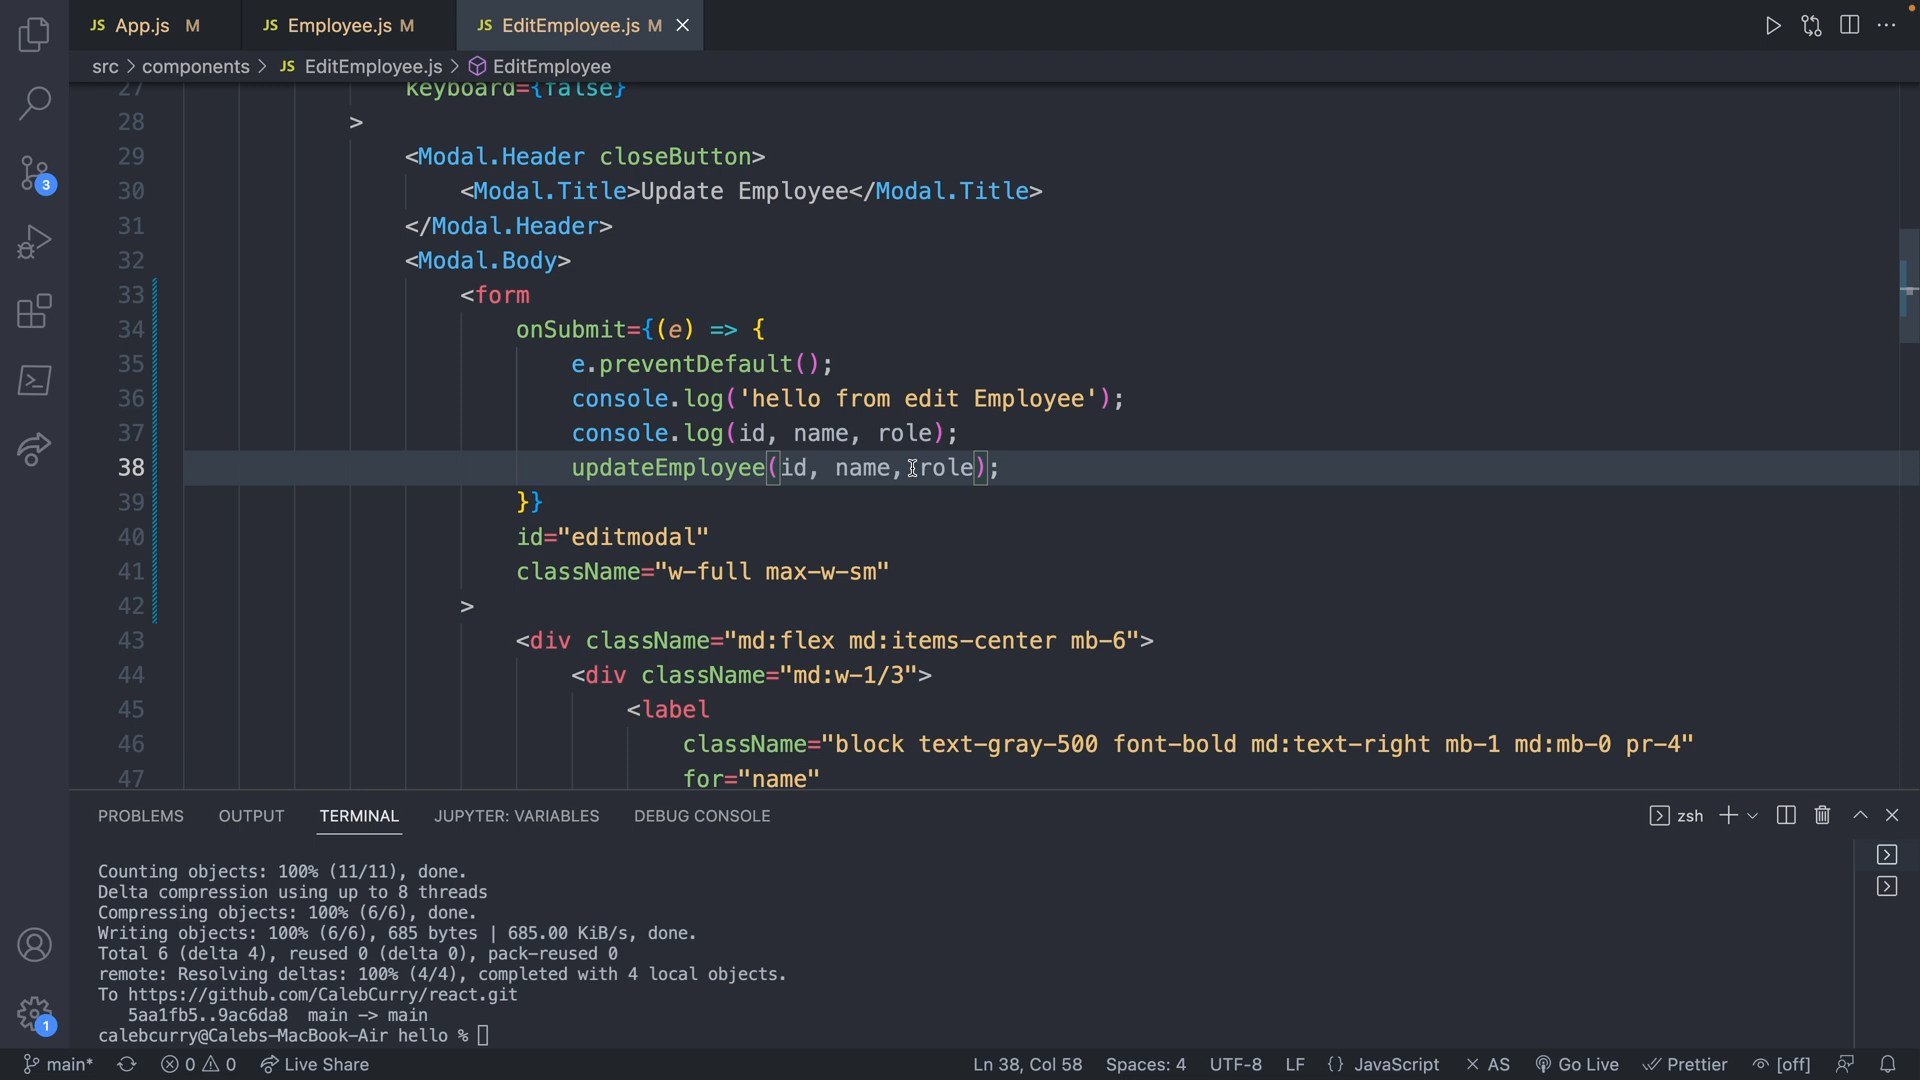 JS App.js M
JS Employee.js M
JS EditEmployee.js M
src > components > JS EditEmployee.js > EditEmployee
27 keyboard={false}
28 >
29 <Modal.Header closeButton>
30 <Modal.Title>Update Employee</Modal.Title>
31 </Modal.Header>
32 <Modal.Body>
33 <form
34 onSubmit={(e) => {
35 e.preventDefault();
36 console.log('hello from edit Employee');
37 console.log(id, name, role);
38 updateEmployee(id, name, role);
39 }}
40 id="editmodal"
41 className="w-full max-w-sm"
42 >
43 <div className="md:flex md:items-center mb-6">
44 <div className="md:w-1/3">
45 <label
46 className="block text-gray-500 font-bold md:text-right mb-1 md:mb-0 pr-4"
47 for="name"
3
1
PROBLEMS OUTPUT TERMINAL JUPYTER: VARIABLES DEBUG CONSOLE
zsh
Counting objects: 100% (11/11), done.
Delta compression using up to 8 threads
Compressing objects: 100% (6/6), done.
Writing objects: 100% (6/6), 685 bytes | 685.00 KiB/s, done.
Total 6 (delta 4), reused 0 (delta 0), pack-reused 0
remote: Resolving deltas: 100% (4/4), completed with 4 local objects.
To https://github.com/CalebCurry/react.git
5aa1fb5..9ac6da8 main -> main
calebcurry@Calebs-MacBook-Air hello %
main* 0 0 Live Share Ln 38, Col 58 Spaces: 4 UTF-8 LF {} JavaScript × AS Go Live Prettier [off]